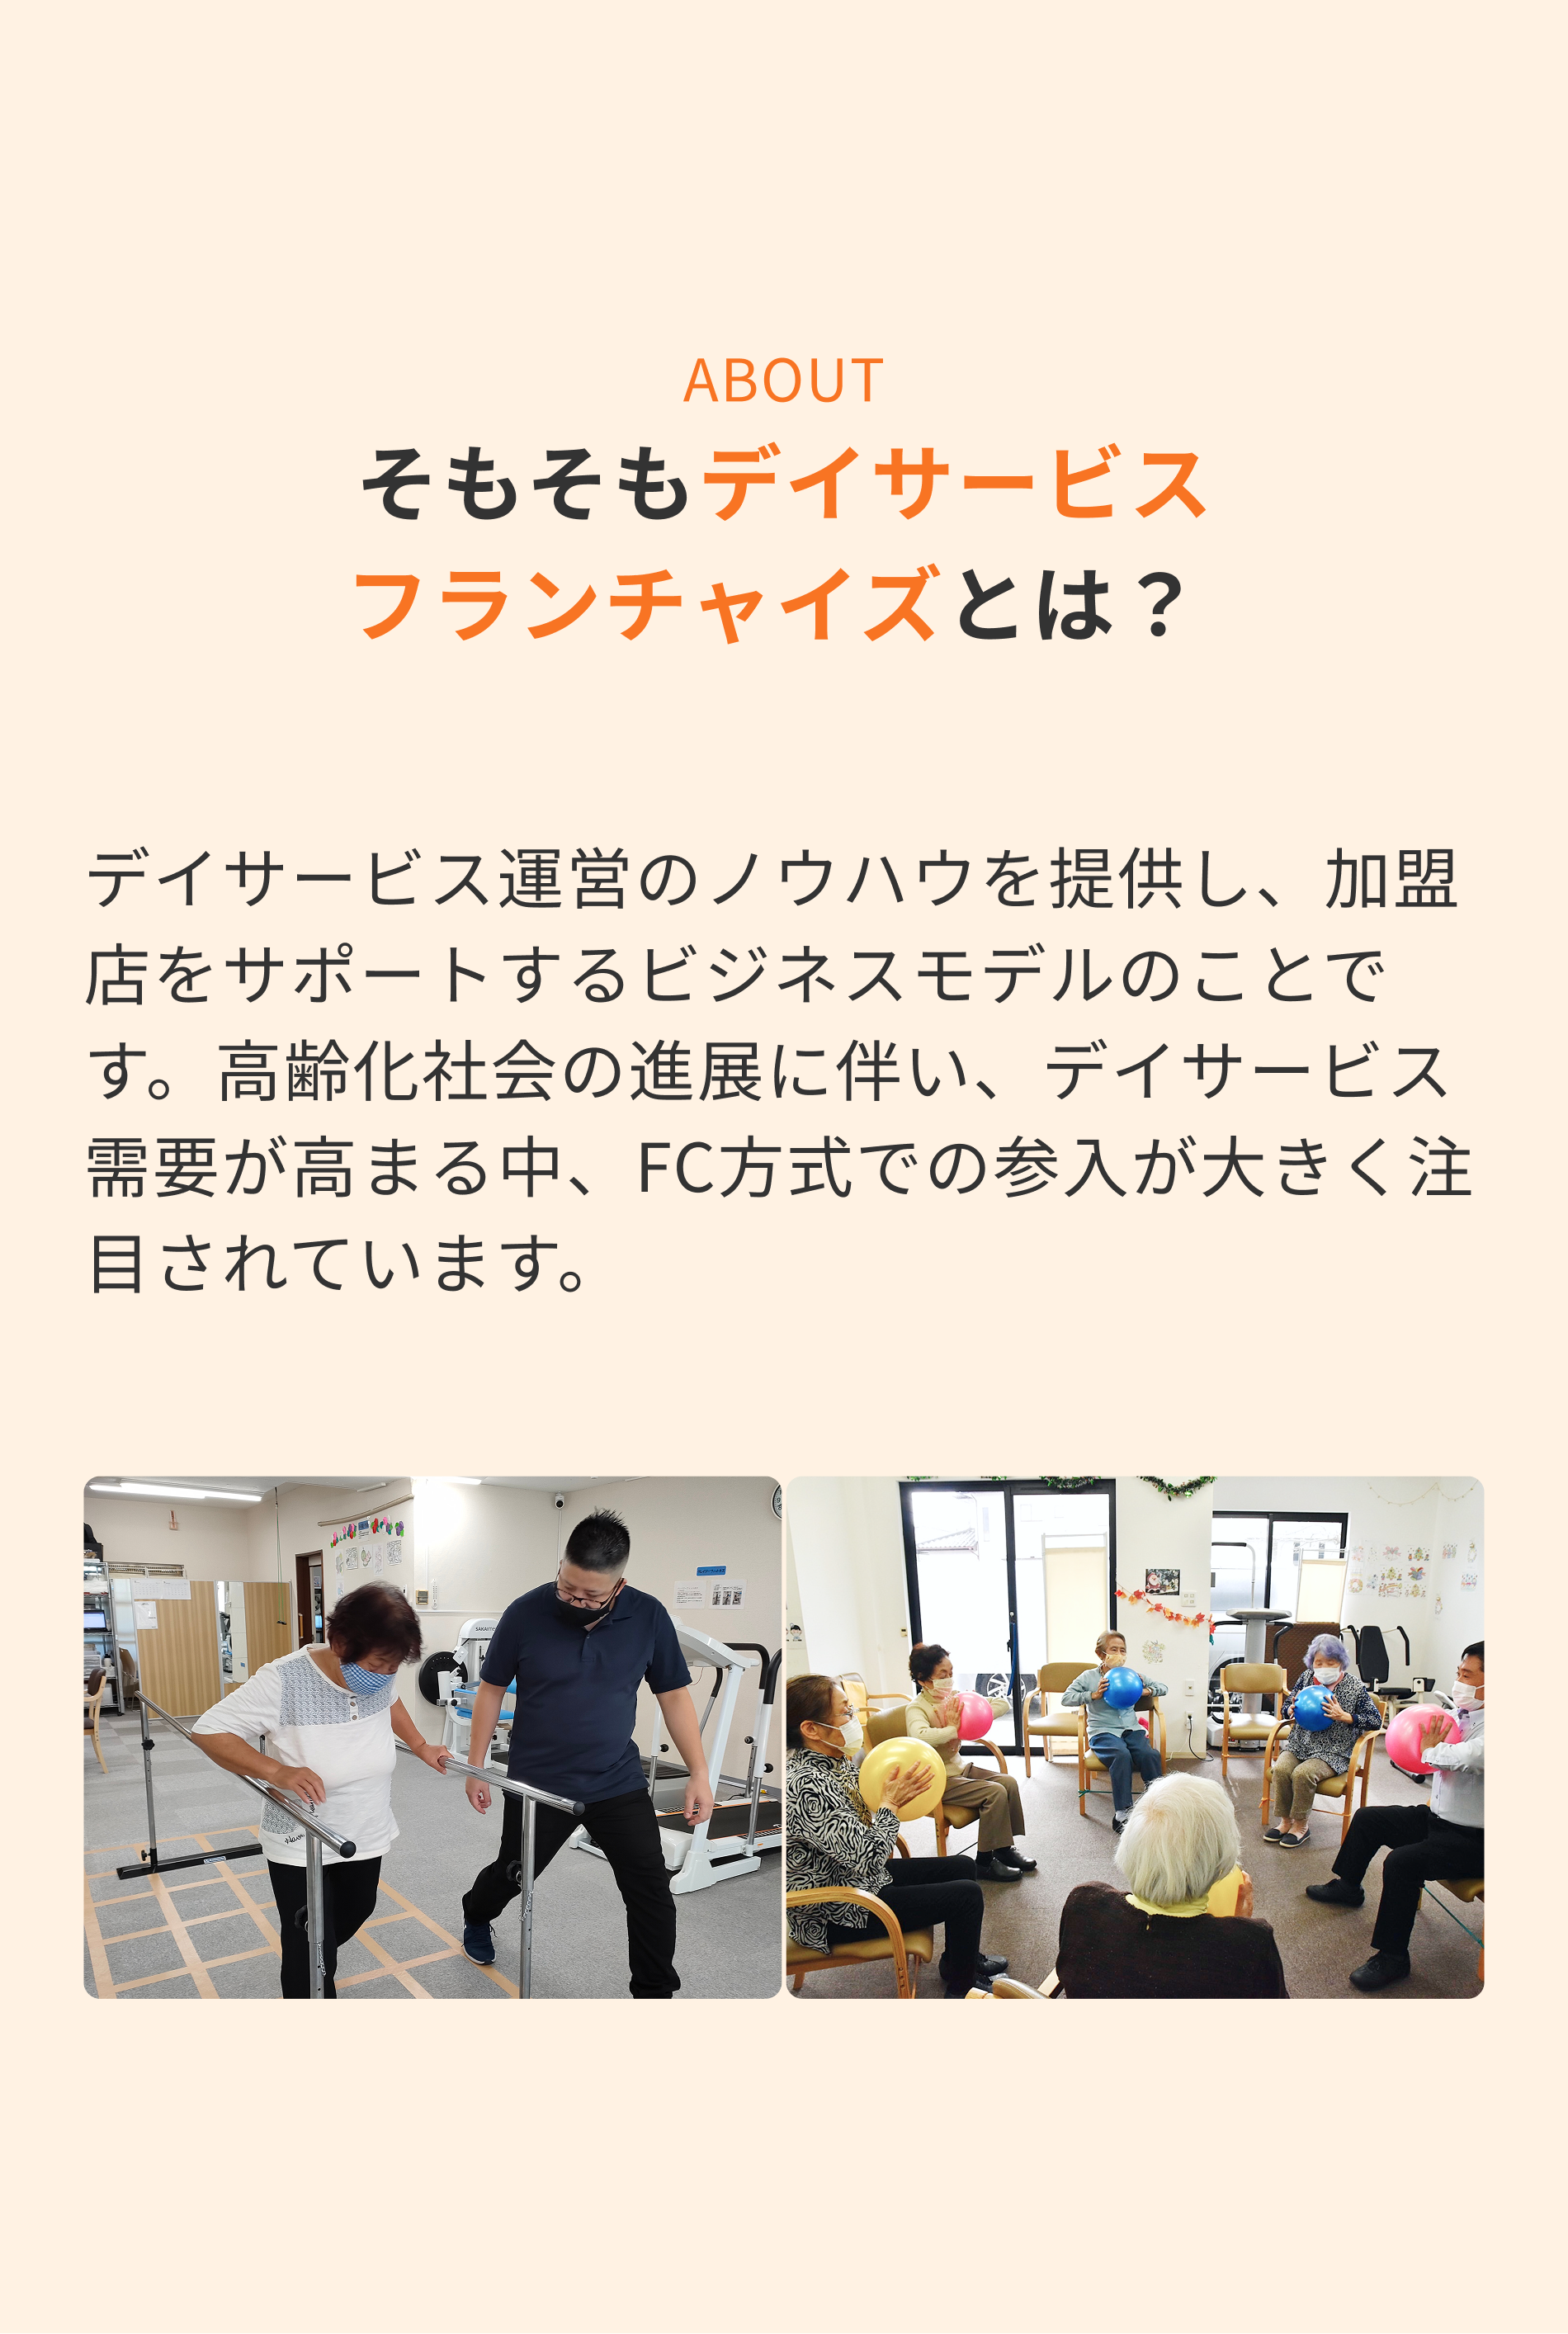 ABOUT
そもそもデイサービス
フランチャイズとは？
デイサービス運営のノウハウを提供し、加盟
店をサポートするビジネスモデルのことで
す。高齢化社会の進展に伴い、デイサービス
需要が高まる中、FC方式での参入が大きく注
目されています。